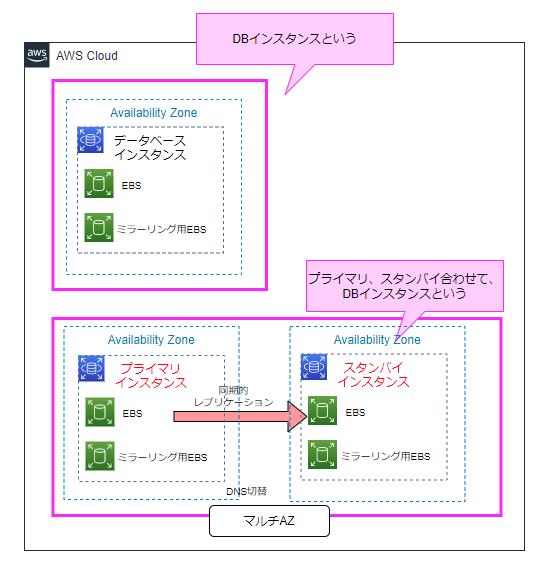 DBインスタンスという
aws
AWS Cloud
Availability Zone
データベース
インスタンス
EBS
ミラーリング用EBS
プライマリ、スタンバイ合わせて、
DBインスタンスという
Availability Zone
プライマリ
インスタンス
EBS
ミラーリング用EBS
同期的
レプリケーション
Availability Zone
スタンバイ
インスタンス
EBS
ミラーリング用EBS
DNS切替
マルチAZ